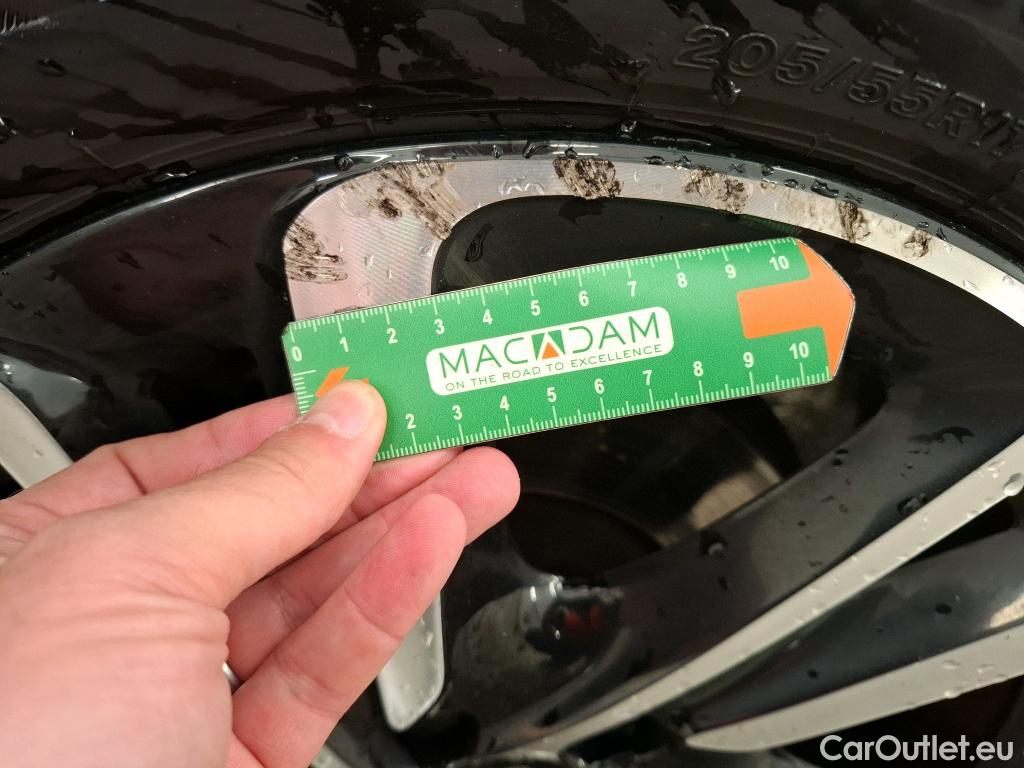 205/55R17
0 1 2 3 4 5 6 7 8 9 10
MACADAM
ON THE ROAD TO EXCELLENCE
2 3 4 5 6 7 8 9 10
CarOutlet.eu